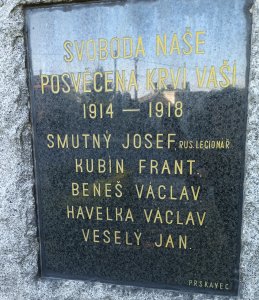 SVOBODA NAŠE
POSVĚCENA KRVÍ VAŠÍ
1914 — 1918
SMUTNÝ JOSEF RUS. LEGIONÁŘ
KUBÍN FRANT.
BENEŠ VÁCLAV
HAVELKA VÁCLAV
VESELÝ JAN.
PRSKAVEC